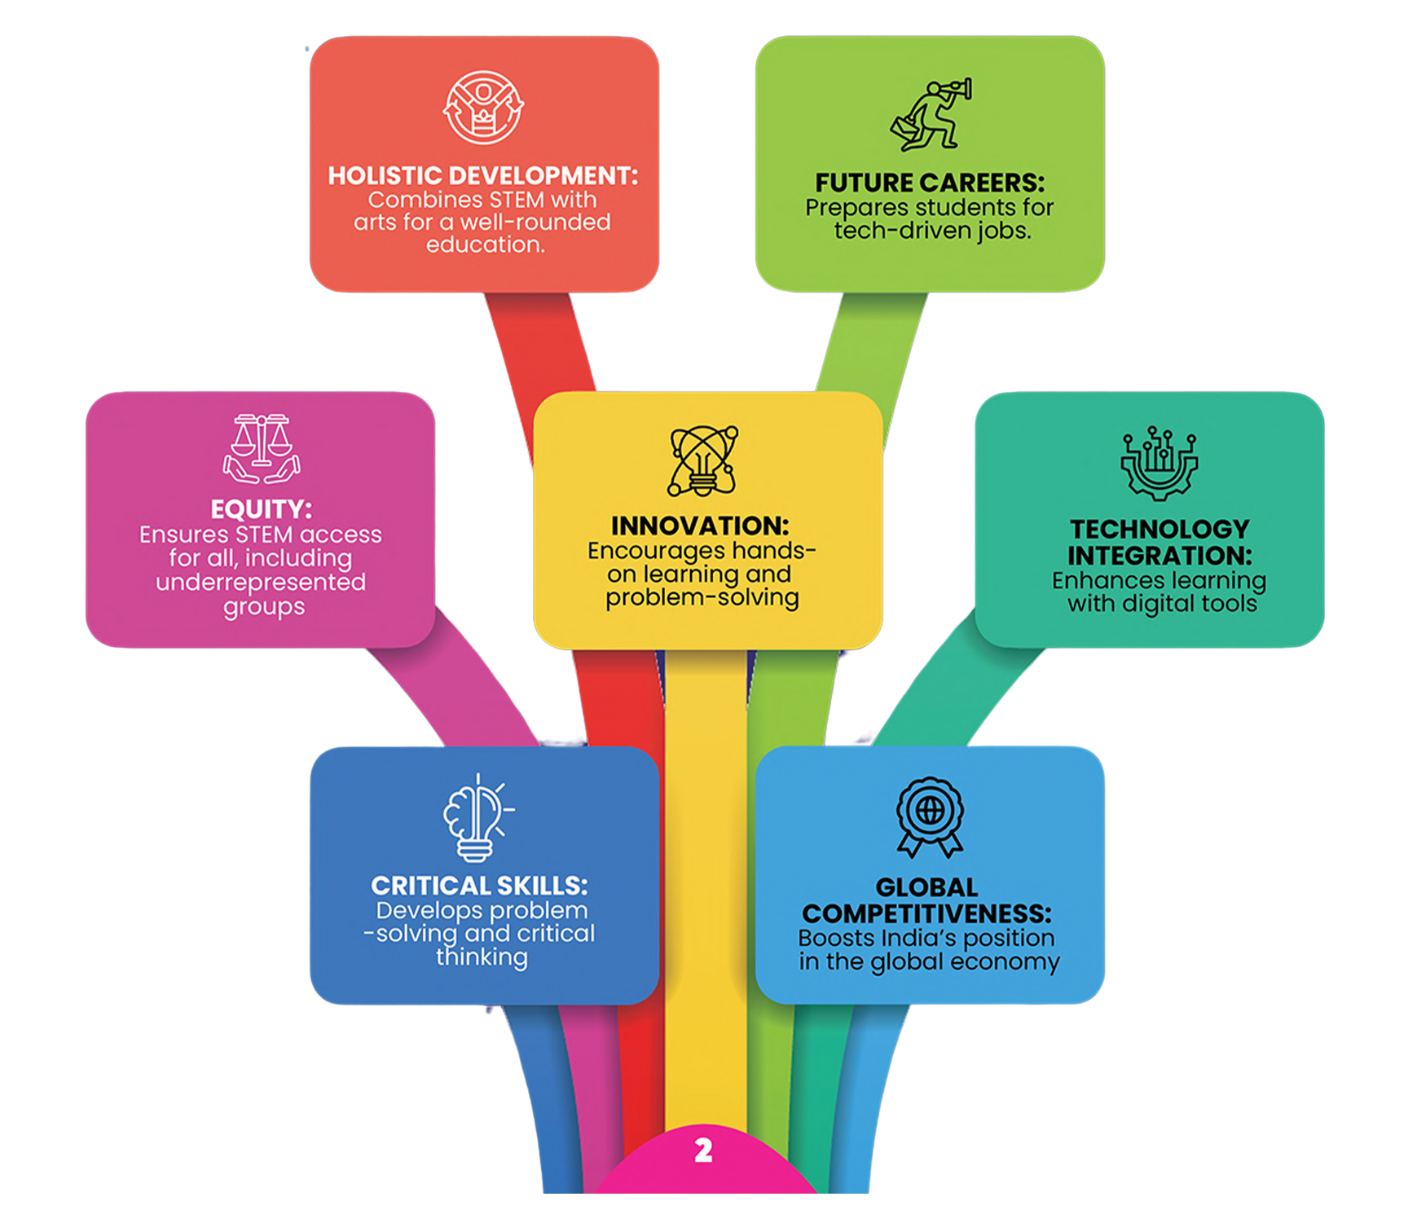 HOLISTIC DEVELOPMENT:
Combines STEM with
arts for a well-rounded
education.
FUTURE CAREERS:
Prepares students for
tech-driven jobs.
EQUITY:
Ensures STEM access
for all, including
underrepresented
groups
INNOVATION:
Encourages hands-
on learning and
problem-solving
TECHNOLOGY
INTEGRATION:
Enhances learning
with digital tools
CRITICAL SKILLS:
Develops problem
-solving and critical
thinking
GLOBAL
COMPETITIVENESS:
Boosts India's position
in the global economy
2